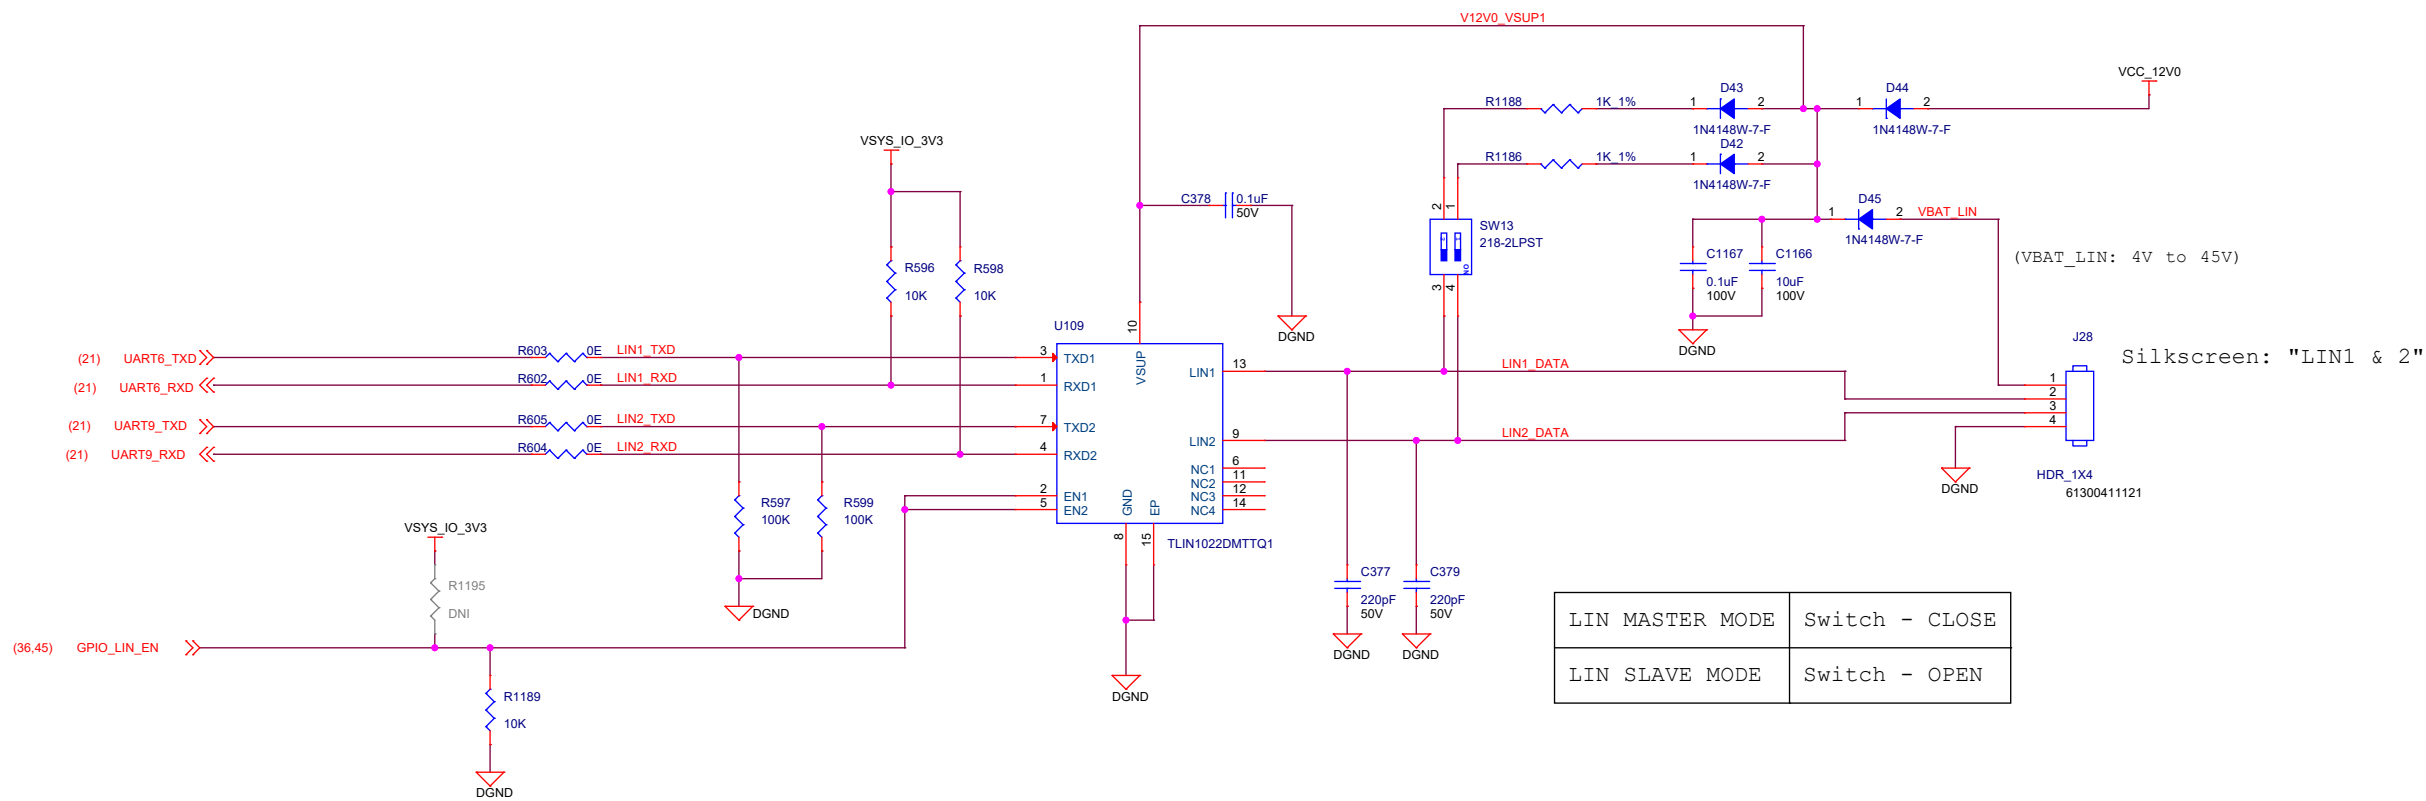 V12V0_VSUP1
VCC_12V0
R1188 1K_1% 1 D43 2 1 D44 2
1N4148W-7-F 1N4148W-7-F
VSYS_IO_3V3
R1186 1K_1% 1 D42 2
1N4148W-7-F
C378 0.1uF
50V
2 1
SW13
218-2LPST
ON
3 4
1 D45 2 VBAT_LIN
1N4148W-7-F
(VBAT_LIN: 4V to 45V)
C1167
0.1uF
100V
C1166
10uF
100V
DGND
DGND
R596
10K
R598
10K
U109
10
VSUP
(21) UART6_TXD R603 0E LIN1_TXD 3 TXD1
(21) UART6_RXD R602 0E LIN1_RXD 1 RXD1
(21) UART9_TXD R605 0E LIN2_TXD 7 TXD2
(21) UART9_RXD R604 0E LIN2_RXD 4 RXD2
2 EN1
5 EN2
LIN1 13 LIN1_DATA
LIN2 9 LIN2_DATA
NC1 6
NC2 11
NC3 12
NC4 14
GND
EP
8
15
TLIN1022DMTTQ1
J28
Silkscreen: "LIN1 & 2"
1
2
3
4
HDR_1X4
61300411121
DGND
R597
100K
R599
100K
DGND
VSYS_IO_3V3
R1195
DNI
(36,45) GPIO_LIN_EN
R1189
10K
DGND
DGND
C377
220pF
50V
DGND
C379
220pF
50V
DGND
LIN MASTER MODE Switch - CLOSE
LIN SLAVE MODE Switch - OPEN